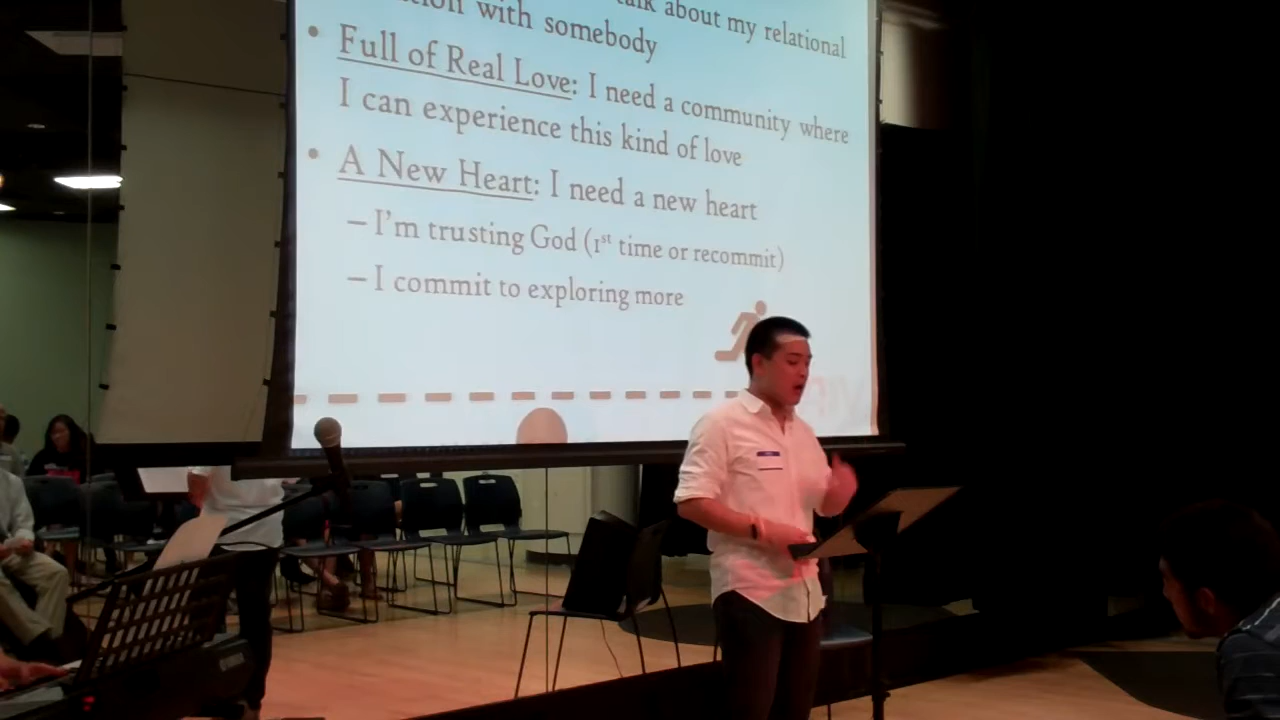 talk about my relational
with somebody
• Full of Real Love: I need a community where
I can experience this kind of love
• A New Heart: I need a new heart
– I'm trusting God (1st time or recommit)
– I commit to exploring more